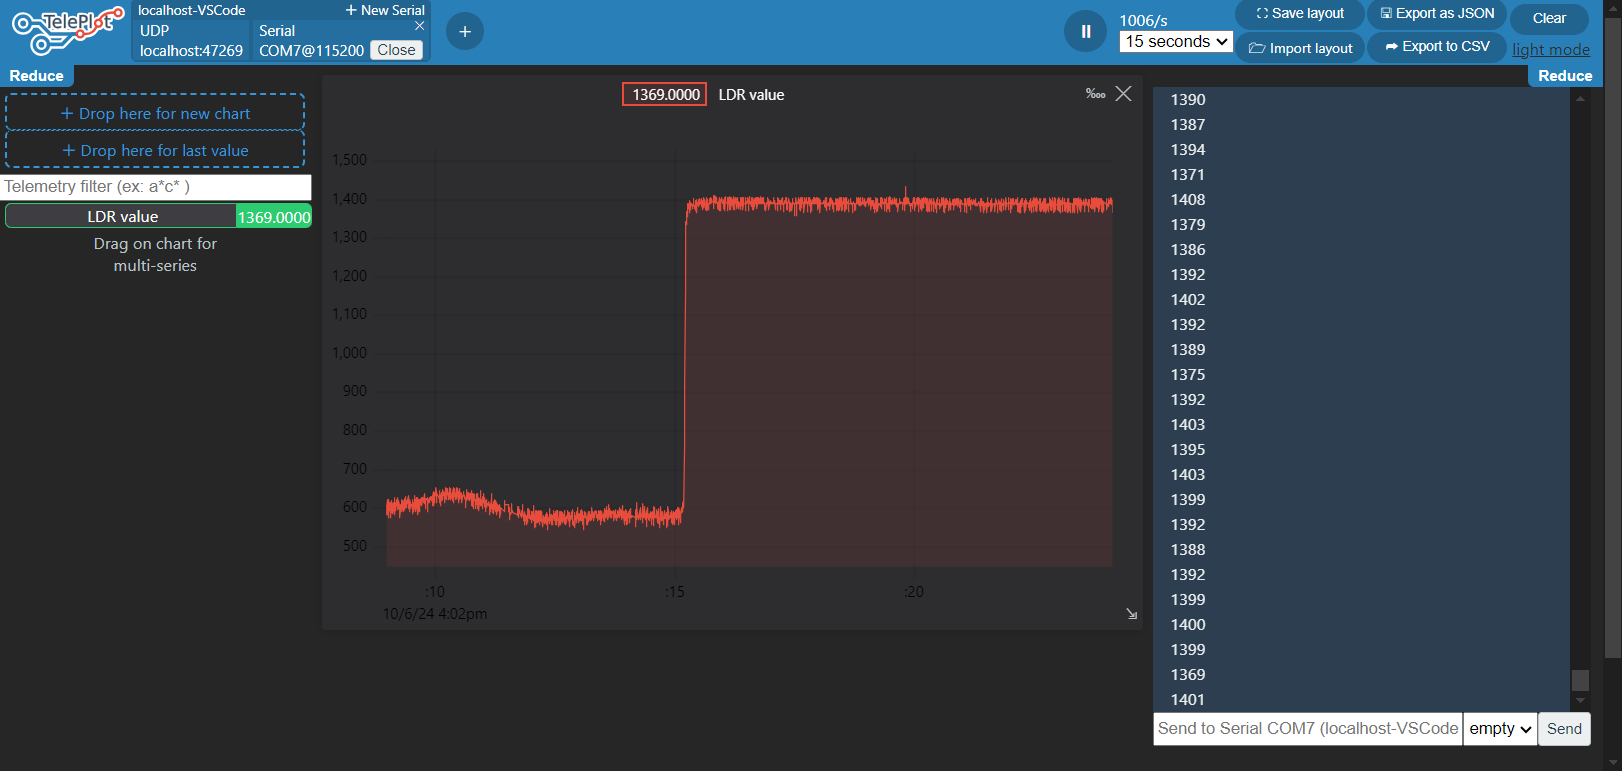 TelePlot
localhost-VSCode
+ New Serial
UDP
localhost:47269
Serial
COM7@115200
Close
+
1006/s
15 seconds
Save layout
Import layout
Export as JSON
Export to CSV
Clear
light mode
Reduce
Reduce
+ Drop here for new chart
+ Drop here for last value
Telemetry filter (ex: a*c* )
LDR value 1369.0000
Drag on chart for
multi-series
1369.0000 LDR value
1,500
1,400
1,300
1,200
1,100
1,000
900
800
700
600
500
:10 :15 :20
10/6/24 4:02pm
1390
1387
1394
1371
1408
1379
1386
1392
1402
1392
1389
1375
1392
1403
1395
1403
1399
1392
1388
1392
1399
1400
1399
1369
1401
Send to Serial COM7 (localhost-VSCode
empty
Send